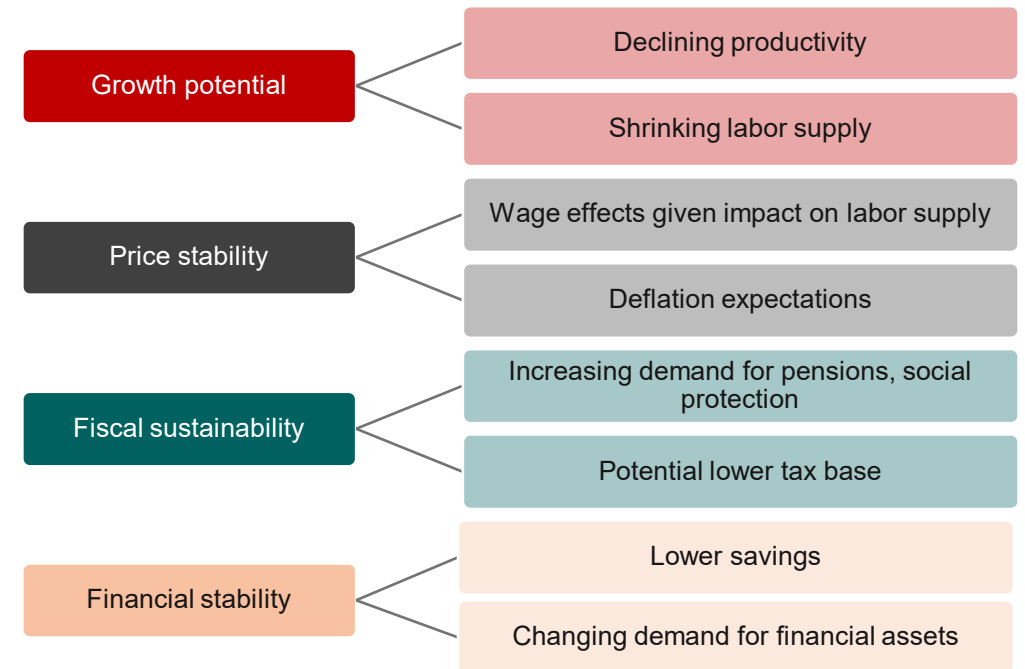 Growth potential
Declining productivity
Shrinking labor supply
Price stability
Wage effects given impact on labor supply
Deflation expectations
Fiscal sustainability
Increasing demand for pensions, social
protection
Potential lower tax base
Financial stability
Lower savings
Changing demand for financial assets